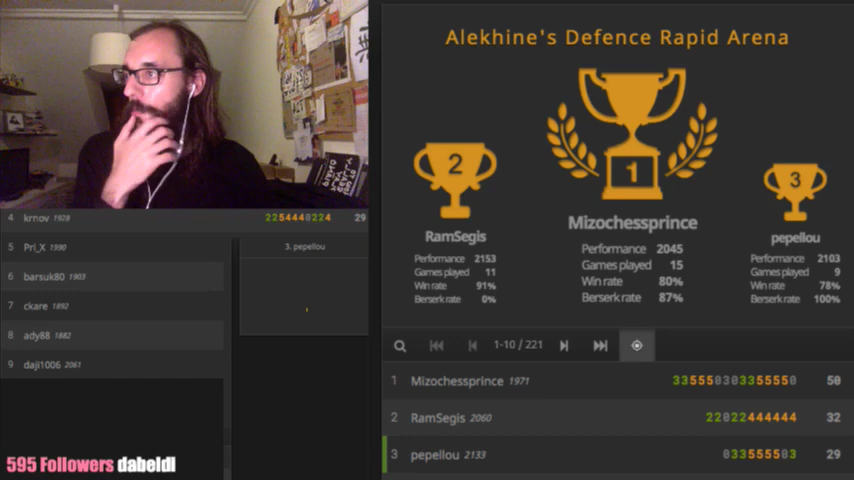 Alekhine's Defence Rapid Arena
2
1
3
RamSegis
Performance 2153
Games played 11
Win rate 91%
Berserk rate 0%
Mizochessprince
Performance 2045
Games played 15
Win rate 80%
Berserk rate 87%
pepellou
Performance 2103
Games played 9
Win rate 78%
Berserk rate 100%
1-10 / 221
1 Mizochessprince 1971 335550303355550 50
2 RamSegis 2060 22022444444 32
3 pepellou 2133 033555503 29
4 krnov 1928 2254440224 29
5 Pri_X 1990
6 barsuk80 1903
7 ckare 1892
8 ady88 1882
9 daji1006 2061
3. pepellou
595 Followers dabeldl